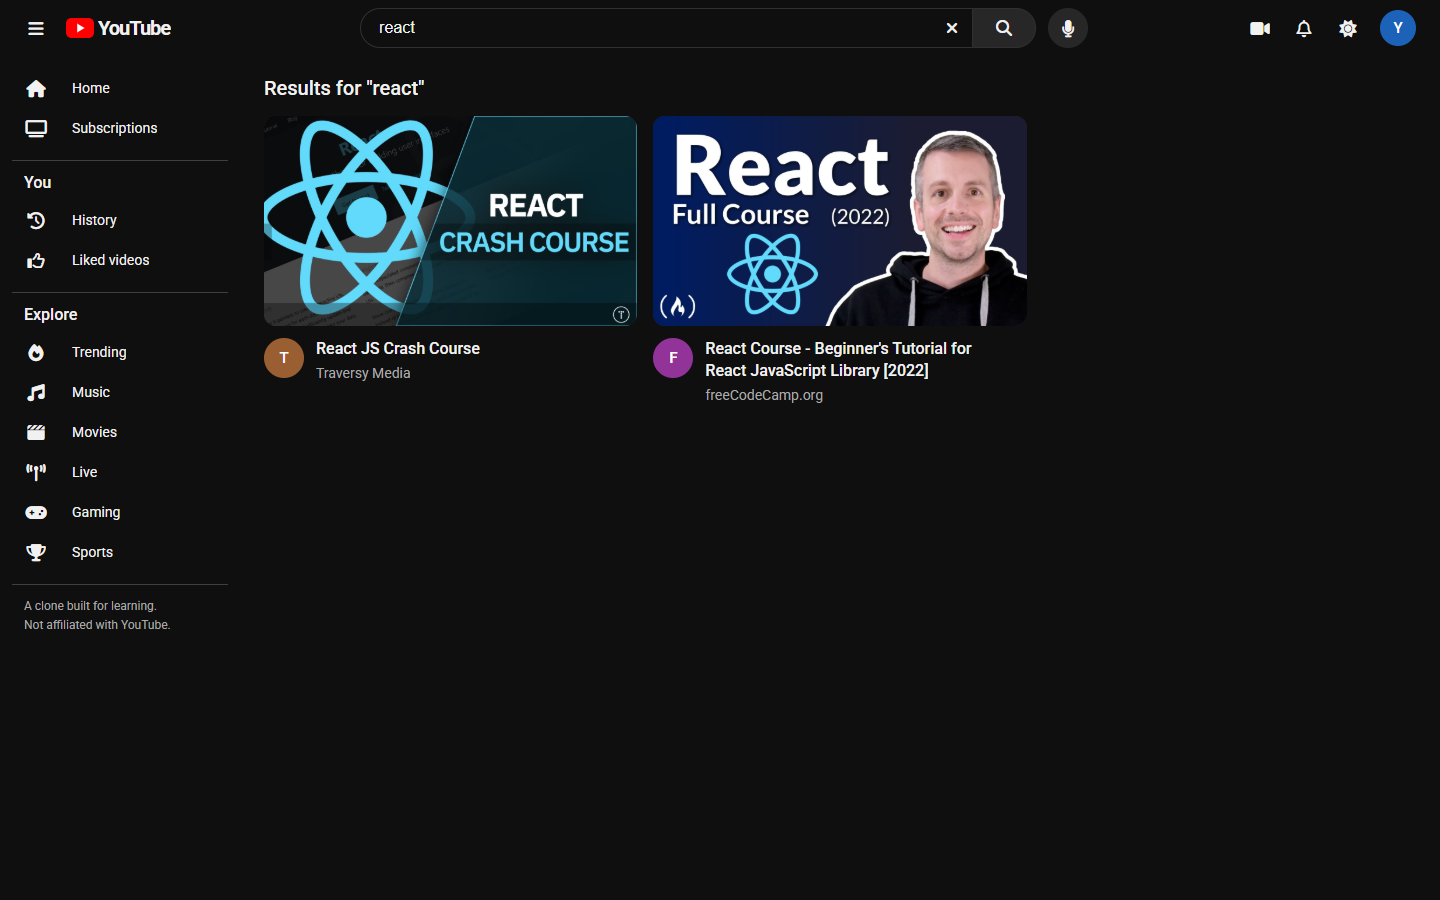 YouTube
react
Y
Home
Subscriptions
You
History
Liked videos
Explore
Trending
Music
Movies
Live
Gaming
Sports
A clone built for learning.
Not affiliated with YouTube.
Results for "react"
REACT
CRASH COURSE
T
T
React JS Crash Course
Traversy Media
React
Full Course (2022)
F
React Course - Beginner's Tutorial for
React JavaScript Library [2022]
freeCodeCamp.org